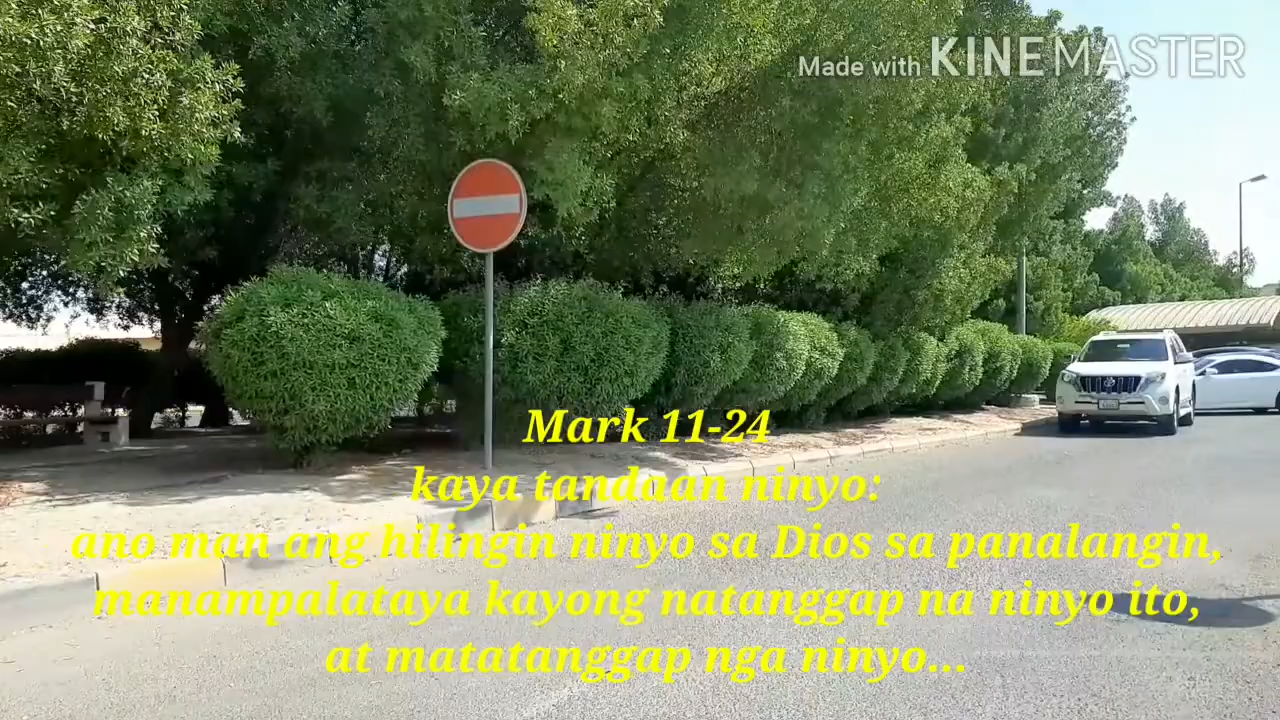 Made with KINEMASTER
Mark 11-24
kaya tandaan ninyo:
ano man ang hilingin ninyo sa Dios sa panalangin,
manampalataya kayong natanggap na ninyo ito,
at matatanggap nga ninyo...